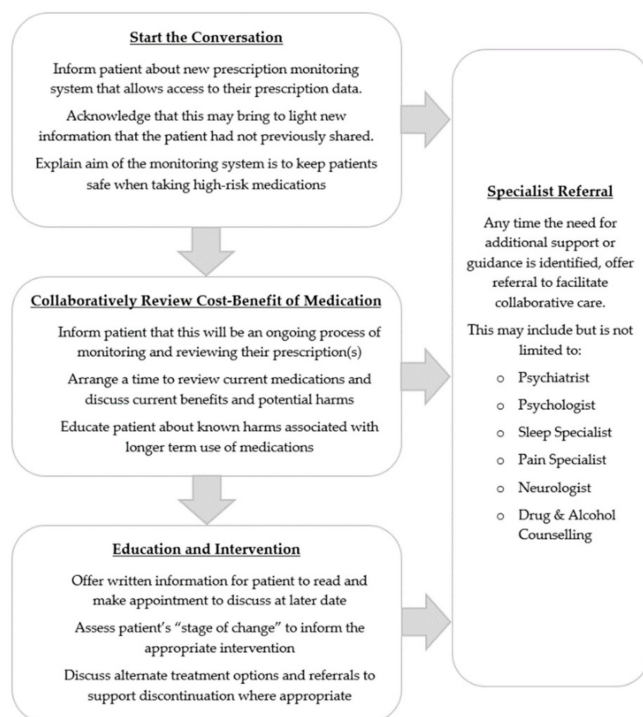 Start the Conversation
Inform patient about new prescription monitoring
system that allows access to their prescription data.
Acknowledge that this may bring to light new
information that the patient had not previously shared.
Explain aim of the monitoring system is to keep patients
safe when taking high-risk medications
Collaboratively Review Cost-Benefit of Medication
Inform patient that this will be an ongoing process of
monitoring and reviewing their prescription(s)
Arrange a time to review current medications and
discuss current benefits and potential harms
Educate patient about known harms associated with
longer term use of medications
Education and Intervention
Offer written information for patient to read and
make appointment to discuss at later date
Assess patient's “stage of change” to inform the
appropriate intervention
Discuss alternate treatment options and referrals to
support discontinuation where appropriate
Specialist Referral
Any time the need for
additional support or
guidance is identified, offer
referral to facilitate
collaborative care.
This may include but is not
limited to:
o Psychiatrist
o Psychologist
o Sleep Specialist
o Pain Specialist
o Neurologist
o Drug & Alcohol
Counselling